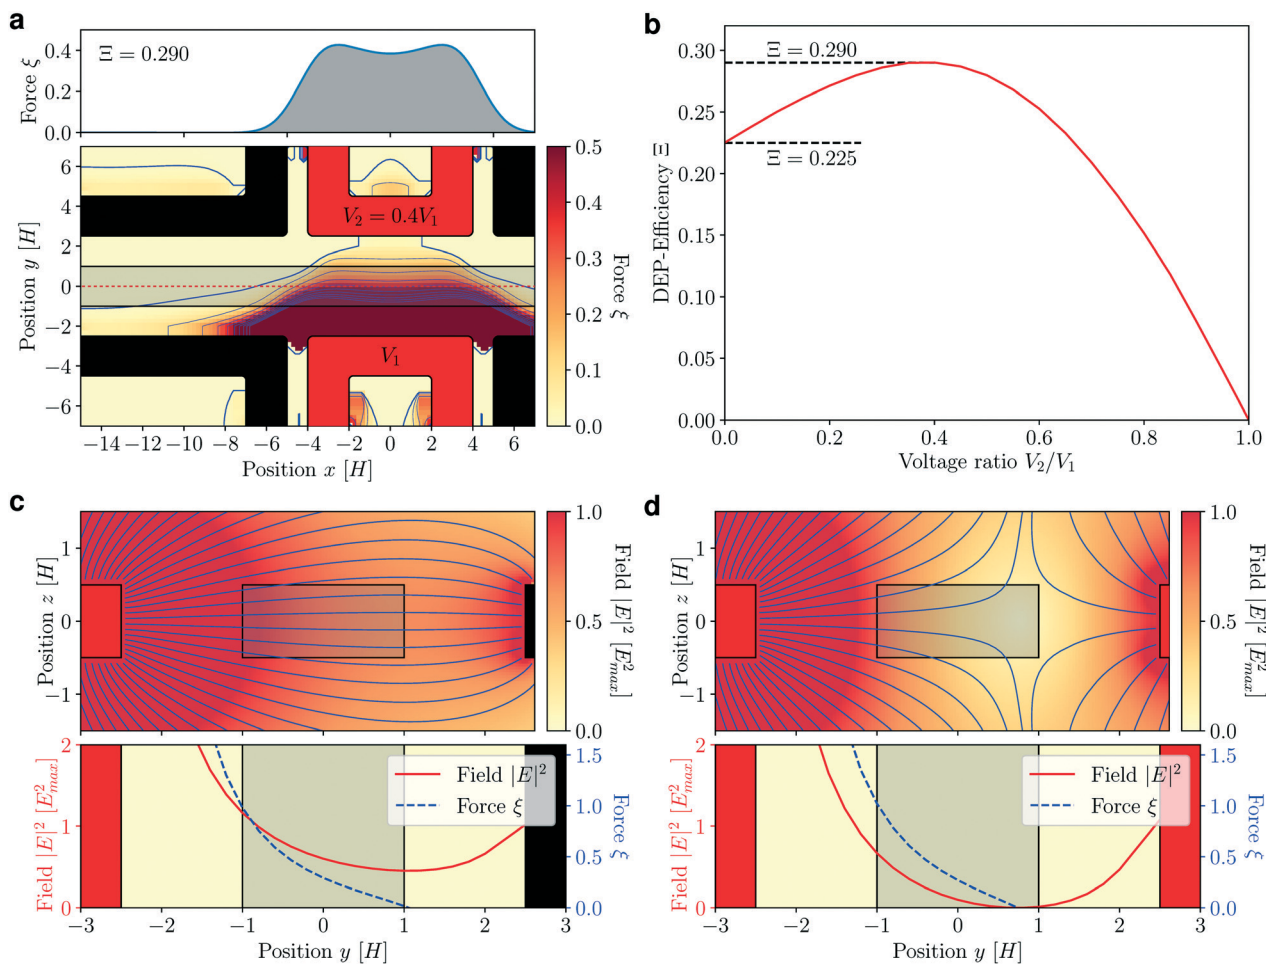 a
Force ξ
0.4
0.2
0.0
Ξ = 0.290
Position y [H]
6
4
2
0
−2
−4
−6
V₂ = 0.4V₁
V₁
−14 −12 −10 −8 −6 −4 −2 0 2 4 6
Position x [H]
0.5
0.4
0.3
0.2
0.1
0.0
Force ξ
b
DEP-Efficiency Ξ
0.30
0.25
0.20
0.15
0.10
0.05
0.00
Ξ = 0.290
Ξ = 0.225
0.0 0.2 0.4 0.6 0.8 1.0
Voltage ratio V₂/V₁
c
Position z [H]
1
0
−1
1.0
0.5
0.0
Field |E|² [E²max]
Field |E|² [E²max]
2
1
0
Field |E|²
Force ξ
1.5
1.0
0.5
0.0
Force ξ
−3 −2 −1 0 1 2 3
Position y [H]
d
Position z [H]
1
0
−1
1.0
0.5
0.0
Field |E|² [E²max]
Field |E|² [E²max]
2
1
0
Field |E|²
Force ξ
1.5
1.0
0.5
0.0
Force ξ
−3 −2 −1 0 1 2 3
Position y [H]